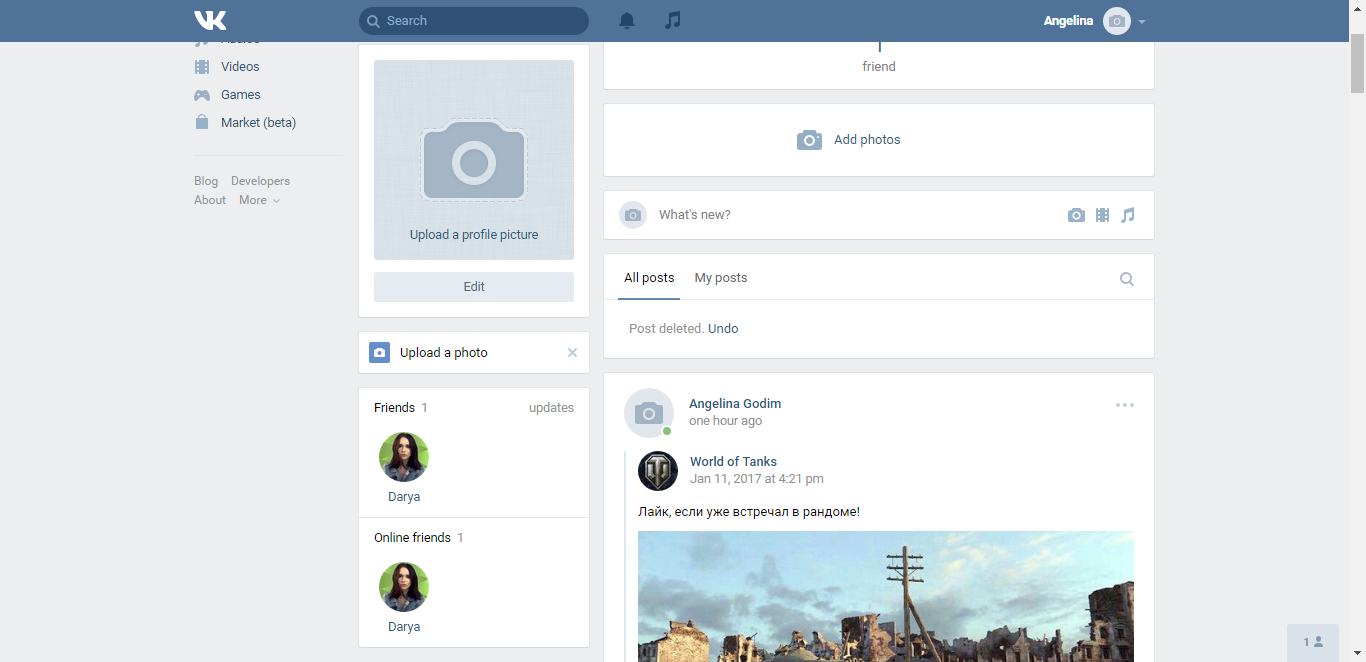 VK
Search
Angelina
Videos
Games
Market (beta)
Blog Developers
About More
Upload a profile picture
Edit
Upload a photo
Friends 1 updates
Darya
Online friends 1
Darya
friend
Add photos
What's new?
All posts My posts
Post deleted. Undo
Angelina Godim
one hour ago
World of Tanks
Jan 11, 2017 at 4:21 pm
Лайк, если уже встречал в рандоме!
1